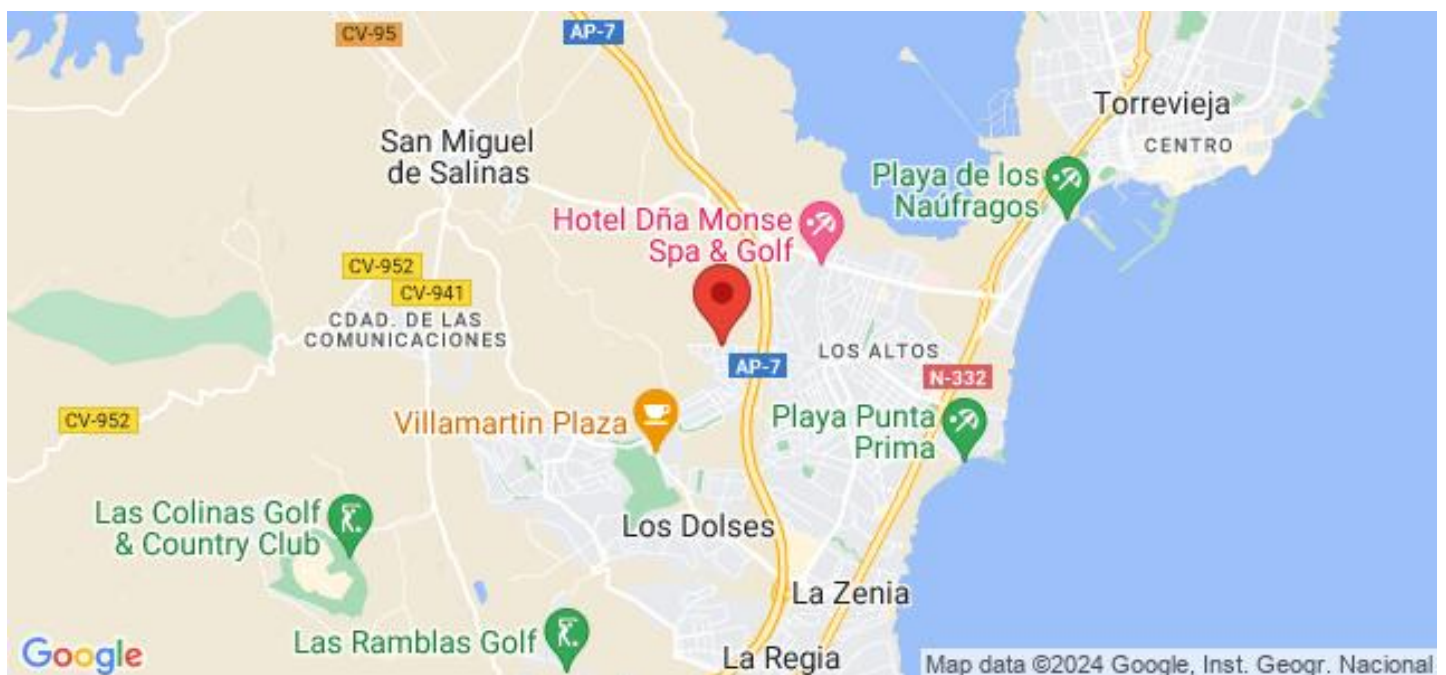 CV-95
AP-7
Torrevieja
CENTRO
San Miguel
de Salinas
Playa de los
Naúfragos
Hotel Dña Monse
Spa & Golf
CV-952
CV-941
CDAD. DE LAS
COMUNICACIONES
LOS ALTOS
AP-7
N-332
CV-952
Villamartin Plaza
Playa Punta
Prima
Las Colinas Golf
& Country Club
Los Dolses
La Zenia
Las Ramblas Golf
La Regia
Google
Map data ©2024 Google, Inst. Geogr. Nacional